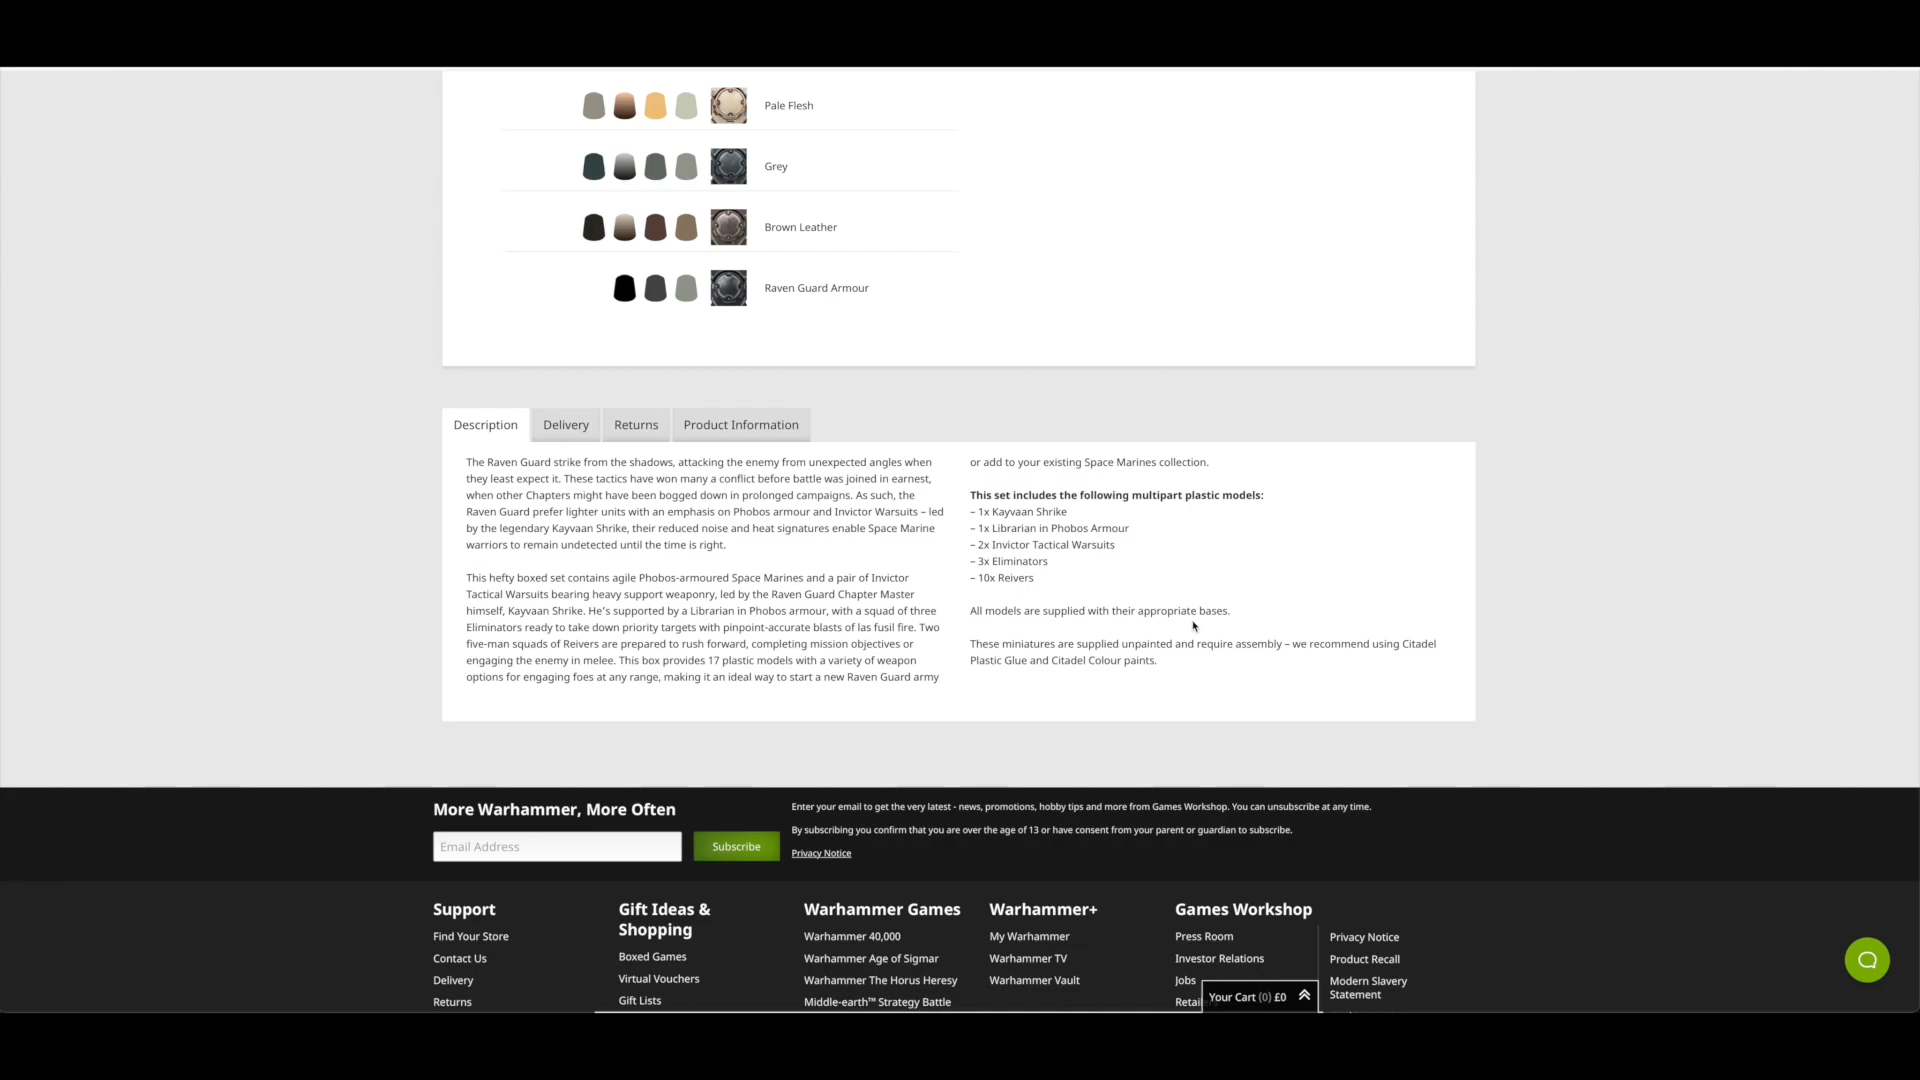 Pale Flesh
Grey
Brown Leather
Raven Guard Armour
Description
Delivery
Returns
Product Information
The Raven Guard strike from the shadows, attacking the enemy from unexpected angles when
they least expect it. These tactics have won many a conflict before battle was joined in earnest,
when other Chapters might have been bogged down in prolonged campaigns. As such, the
Raven Guard prefer lighter units with an emphasis on Phobos armour and Invictor Warsuits – led
by the legendary Kayvaan Shrike, their reduced noise and heat signatures enable Space Marine
warriors to remain undetected until the time is right.
This hefty boxed set contains agile Phobos-armoured Space Marines and a pair of Invictor
Tactical Warsuits bearing heavy support weaponry, led by the Raven Guard Chapter Master
himself, Kayvaan Shrike. He's supported by a Librarian in Phobos armour, with a squad of three
Eliminators ready to take down priority targets with pinpoint-accurate blasts of las fusil fire. Two
five-man squads of Reivers are prepared to rush forward, completing mission objectives or
engaging the enemy in melee. This box provides 17 plastic models with a variety of weapon
options for engaging foes at any range, making it an ideal way to start a new Raven Guard army
or add to your existing Space Marines collection.
This set includes the following multipart plastic models:
– 1x Kayvaan Shrike
– 1x Librarian in Phobos Armour
– 2x Invictor Tactical Warsuits
– 3x Eliminators
– 10x Reivers
All models are supplied with their appropriate bases.
These miniatures are supplied unpainted and require assembly – we recommend using Citadel
Plastic Glue and Citadel Colour paints.
More Warhammer, More Often
Email Address
Subscribe
Enter your email to get the very latest - news, promotions, hobby tips and more from Games Workshop. You can unsubscribe at any time.
By subscribing you confirm that you are over the age of 13 or have consent from your parent or guardian to subscribe.
Privacy Notice
Support
Find Your Store
Contact Us
Delivery
Returns
Gift Ideas &
Shopping
Boxed Games
Virtual Vouchers
Gift Lists
Warhammer Games
Warhammer 40,000
Warhammer Age of Sigmar
Warhammer The Horus Heresy
Middle-earth™ Strategy Battle
Warhammer+
My Warhammer
Warhammer TV
Warhammer Vault
Games Workshop
Press Room
Investor Relations
Jobs
Privacy Notice
Product Recall
Modern Slavery
Statement
Your Cart (0) £0